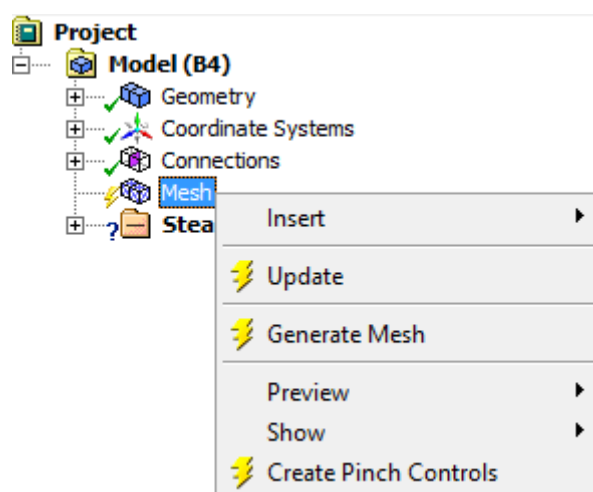 Project
Model (B4)
Geometry
Coordinate Systems
Connections
Mesh
Stea
Insert
Update
Generate Mesh
Preview
Show
Create Pinch Controls